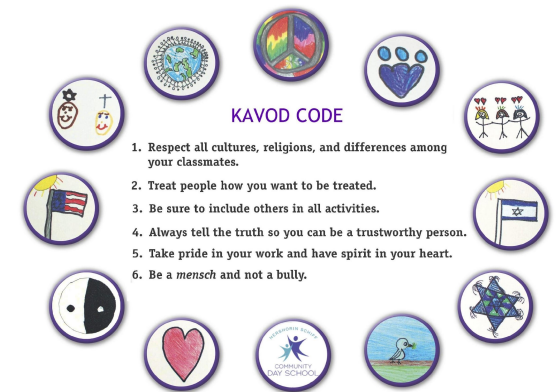 KAVOD CODE
1. Respect all cultures, religions, and differences among
your classmates.
2. Treat people how you want to be treated.
3. Be sure to include others in all activities.
4. Always tell the truth so you can be a trustworthy person.
5. Take pride in your work and have spirit in your heart.
6. Be a mensch and not a bully.
HERSHORIN SCHIFF
COMMUNITY
DAY SCHOOL